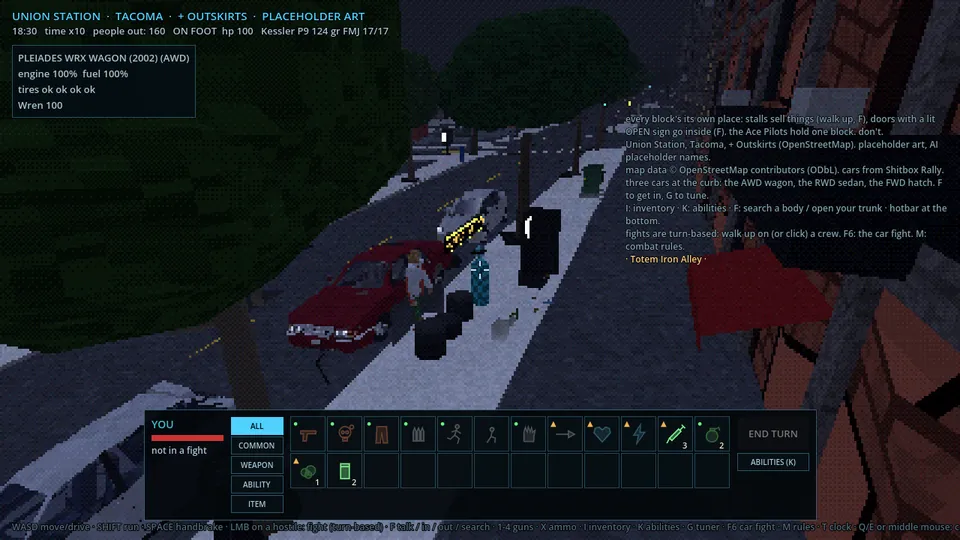 UNION STATION · TACOMA · + OUTSKIRTS · PLACEHOLDER ART
18:30 time x10 people out: 160 ON FOOT hp 100 Kessler P9 124 gr FMJ 17/17
PLEIADES WRX WAGON (2002) (AWD)
engine 100% fuel 100%
tires ok ok ok ok
Wren 100
every block's its own place: stalls sell things (walk up, F), doors with a lit
OPEN sign go inside (F). the Ace Pilots hold one block. don't.
Union Station, Tacoma, + Outskirts (OpenStreetMap). placeholder art, AI
placeholder names.
map data © OpenStreetMap contributors (ODbL). cars from Shitbox Rally.
three cars at the curb: the AWD wagon, the RWD sedan, the FWD hatch. F
to get in, G to tune.
I: inventory · K: abilities · F: search a body / open your trunk · hotbar at the
bottom.
fights are turn-based: walk up on (or click) a crew. F6: the car fight. M:
combat rules.
· Totem Iron Alley ·
YOU
not in a fight
ALL
COMMON
WEAPON
ABILITY
ITEM
3
2
1
2
END TURN
ABILITIES (K)
WASD move/drive · SHIFT run · SPACE handbrake · LMB on a hostile: fight (turn-based) · F talk / in / out / search · 1-4 guns · X ammo · I inventory · K abilities · G tuner · F6 car fight · M rules · T clock · Q/E or middle mouse: